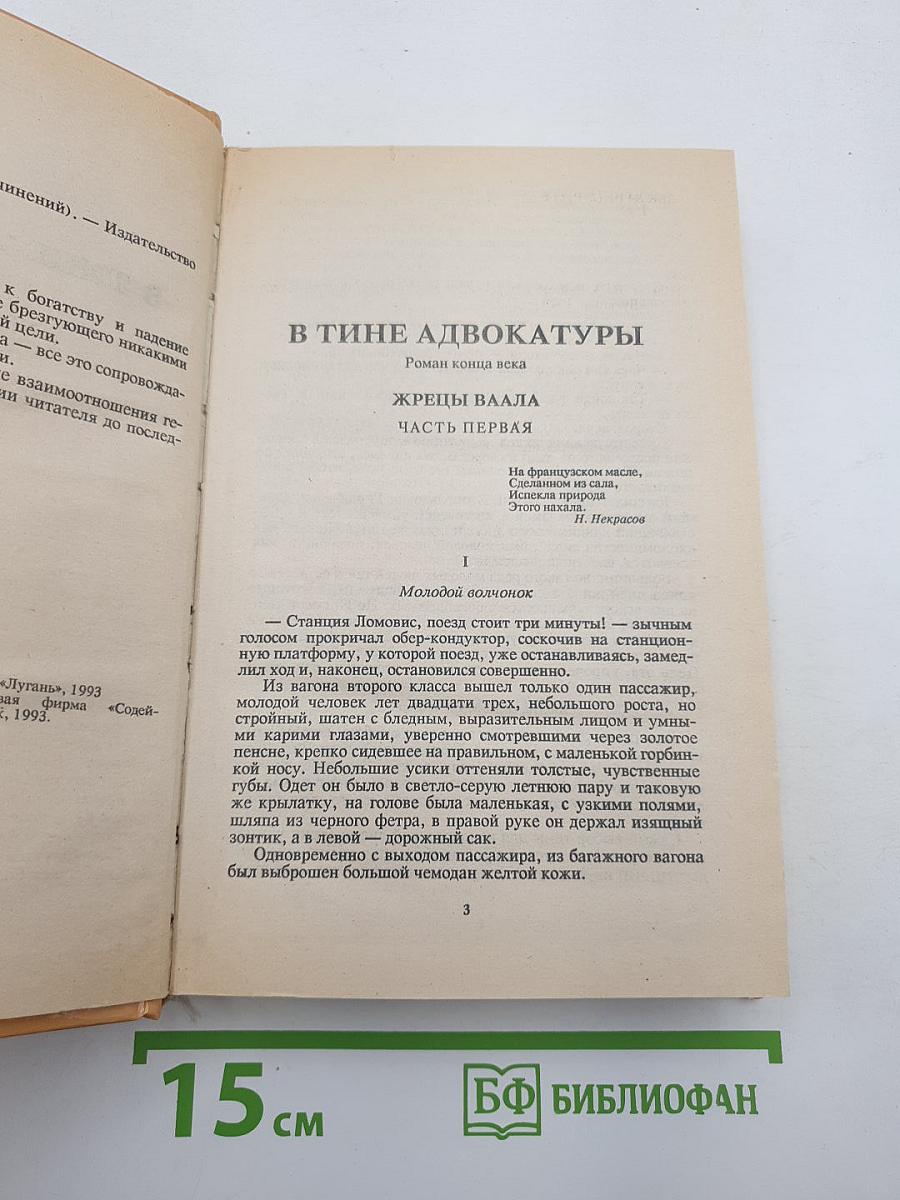 чинений). — Издательство
к богатству и падение
брезгующего никакими
й цели.
а — все это сопровожда-
и.
е взаимоотношения ге-
ии читателя до послед-
«Лугань», 1993
вая фирма «Содей-
1993.
В ТИНЕ АДВОКАТУРЫ
Роман конца века
ЖРЕЦЫ ВААЛА
ЧАСТЬ ПЕРВАЯ
На французском масле,
Сделанном из сала,
Испекла природа
Этого нахала.
Н. Некрасов
I
Молодой волчонок
— Станция Ломовис, поезд стоит три минуты! — зычным
голосом прокричал обер-кондуктор, соскочив на станцион-
ную платформу, у которой поезд, уже останавливаясь, замед-
лил ход и, наконец, остановился совершенно.
Из вагона второго класса вышел только один пассажир,
молодой человек лет двадцати трех, небольшого роста, но
стройный, шатен с бледным, выразительным лицом и умны-
ми карими глазами, уверенно смотревшими через золотое
пенсне, крепко сидевшее на правильном, с маленькой горбин-
кой носу. Небольшие усики оттеняли толстые, чувственные
губы. Одет он было в светло-серую летнюю пару и таковую
же крылатку, на голове была маленькая, с узкими полями,
шляпа из черного фетра, в правой руке он держал изящный
зонтик, а в левой — дорожный сак.
Одновременно с выходом пассажира, из багажного вагона
был выброшен большой чемодан желтой кожи.
3
15 см
БФ БИБЛИОФАН